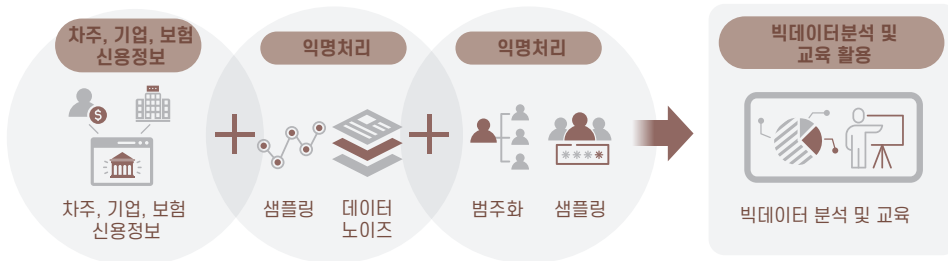 차주, 기업, 보험
신용정보
익명처리
익명처리
빅데이터분석 및
교육 활용
$
****
차주, 기업, 보험
신용정보
샘플링
데이터
노이즈
범주화
샘플링
빅데이터 분석 및 교육